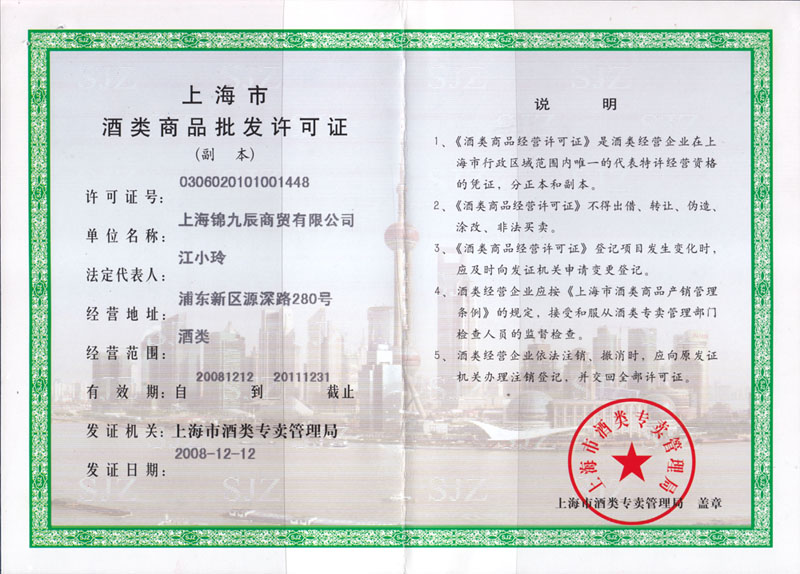 上海市
酒类商品批发许可证
(副 本)
许可证号: 0306020101001448
单位名称: 上海锦九辰商贸有限公司
法定代表人: 江小玲
经营地址: 浦东新区源深路280号
经营范围: 酒类
有效期: 自 20081212 到 20111231 截止
发证机关: 上海市酒类专卖管理局
发证日期: 2008-12-12
说 明
1、《酒类商品经营许可证》是酒类经营企业在上
海市行政区域范围内唯一的代表特许经营资格
的凭证，分正本和副本。
2、《酒类商品经营许可证》不得出借、转让、伪造、
涂改、非法买卖。
3、《酒类商品经营许可证》登记项目发生变化时，
应及时向发证机关申请变更登记。
4、酒类经营企业应按《上海市酒类商品产销管理
条例》的规定，接受和服从酒类专卖管理部门
检查人员的监督检查。
5、酒类经营企业依法注销、撤消时，应向原发证
机关办理注销登记，并交回全部许可证。
上海市酒类专卖管理局
上海市酒类专卖管理局 盖章
SJZ
SJZ
SJZ
SJZ
SJZ
SJZ